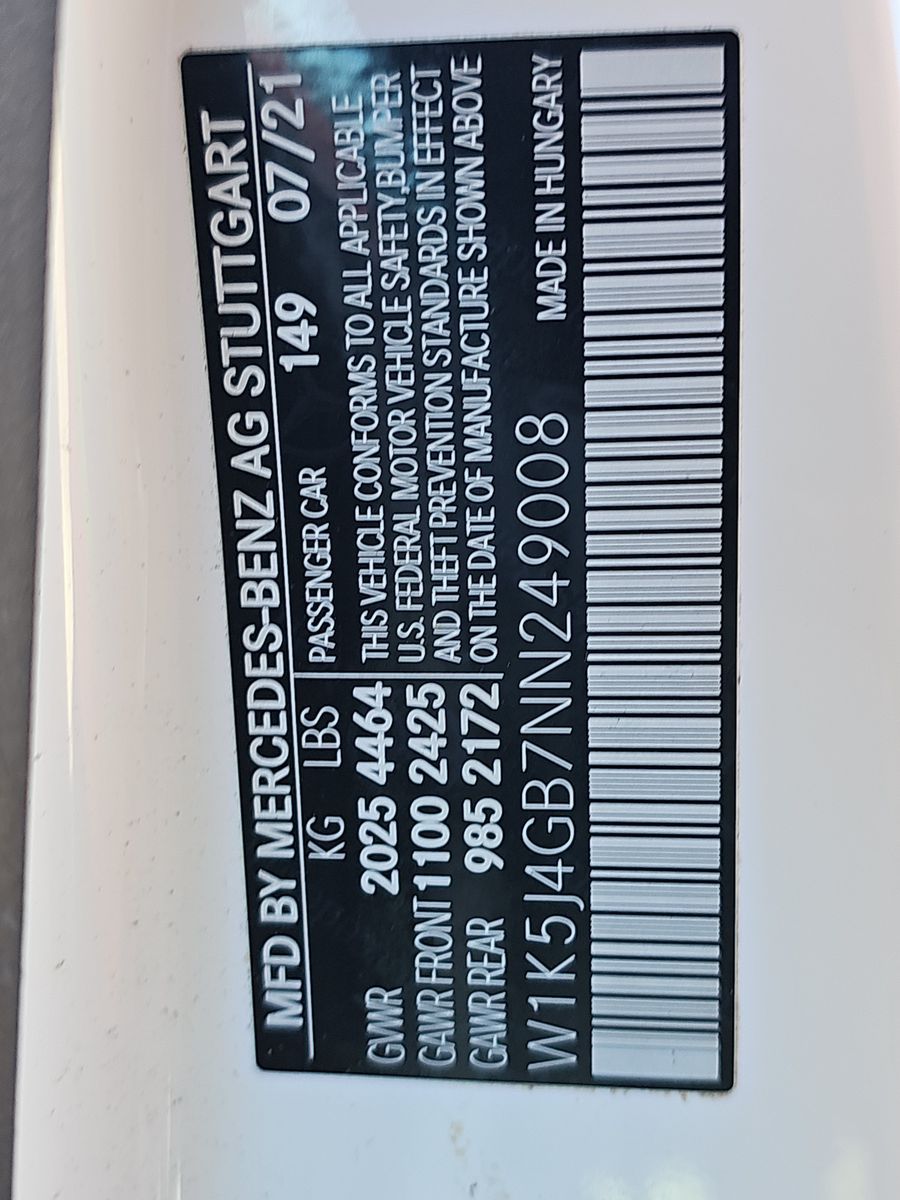 MFD BY MERCEDES-BENZ AG STUTTGART
KG LBS PASSENGER CAR 149 07/21
GVWR 2025 4464
GAWR FRONT 1100 2425
GAWR REAR 985 2172
THIS VEHICLE CONFORMS TO ALL APPLICABLE
U.S. FEDERAL MOTOR VEHICLE SAFETY,BUMPER
AND THEFT PREVENTION STANDARDS IN EFFECT
ON THE DATE OF MANUFACTURE SHOWN ABOVE
W1K5J4GB7NN249008 MADE IN HUNGARY